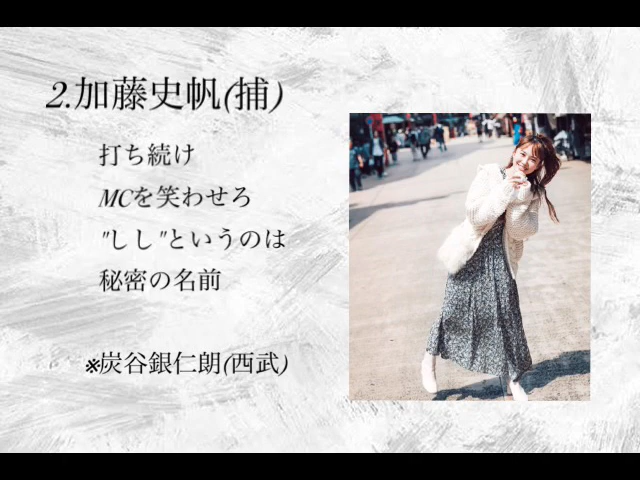 2.加藤史帆(捕)
打ち続け
MCを笑わせろ
"しし"というのは
秘密の名前
※炭谷銀仁朗(西武)